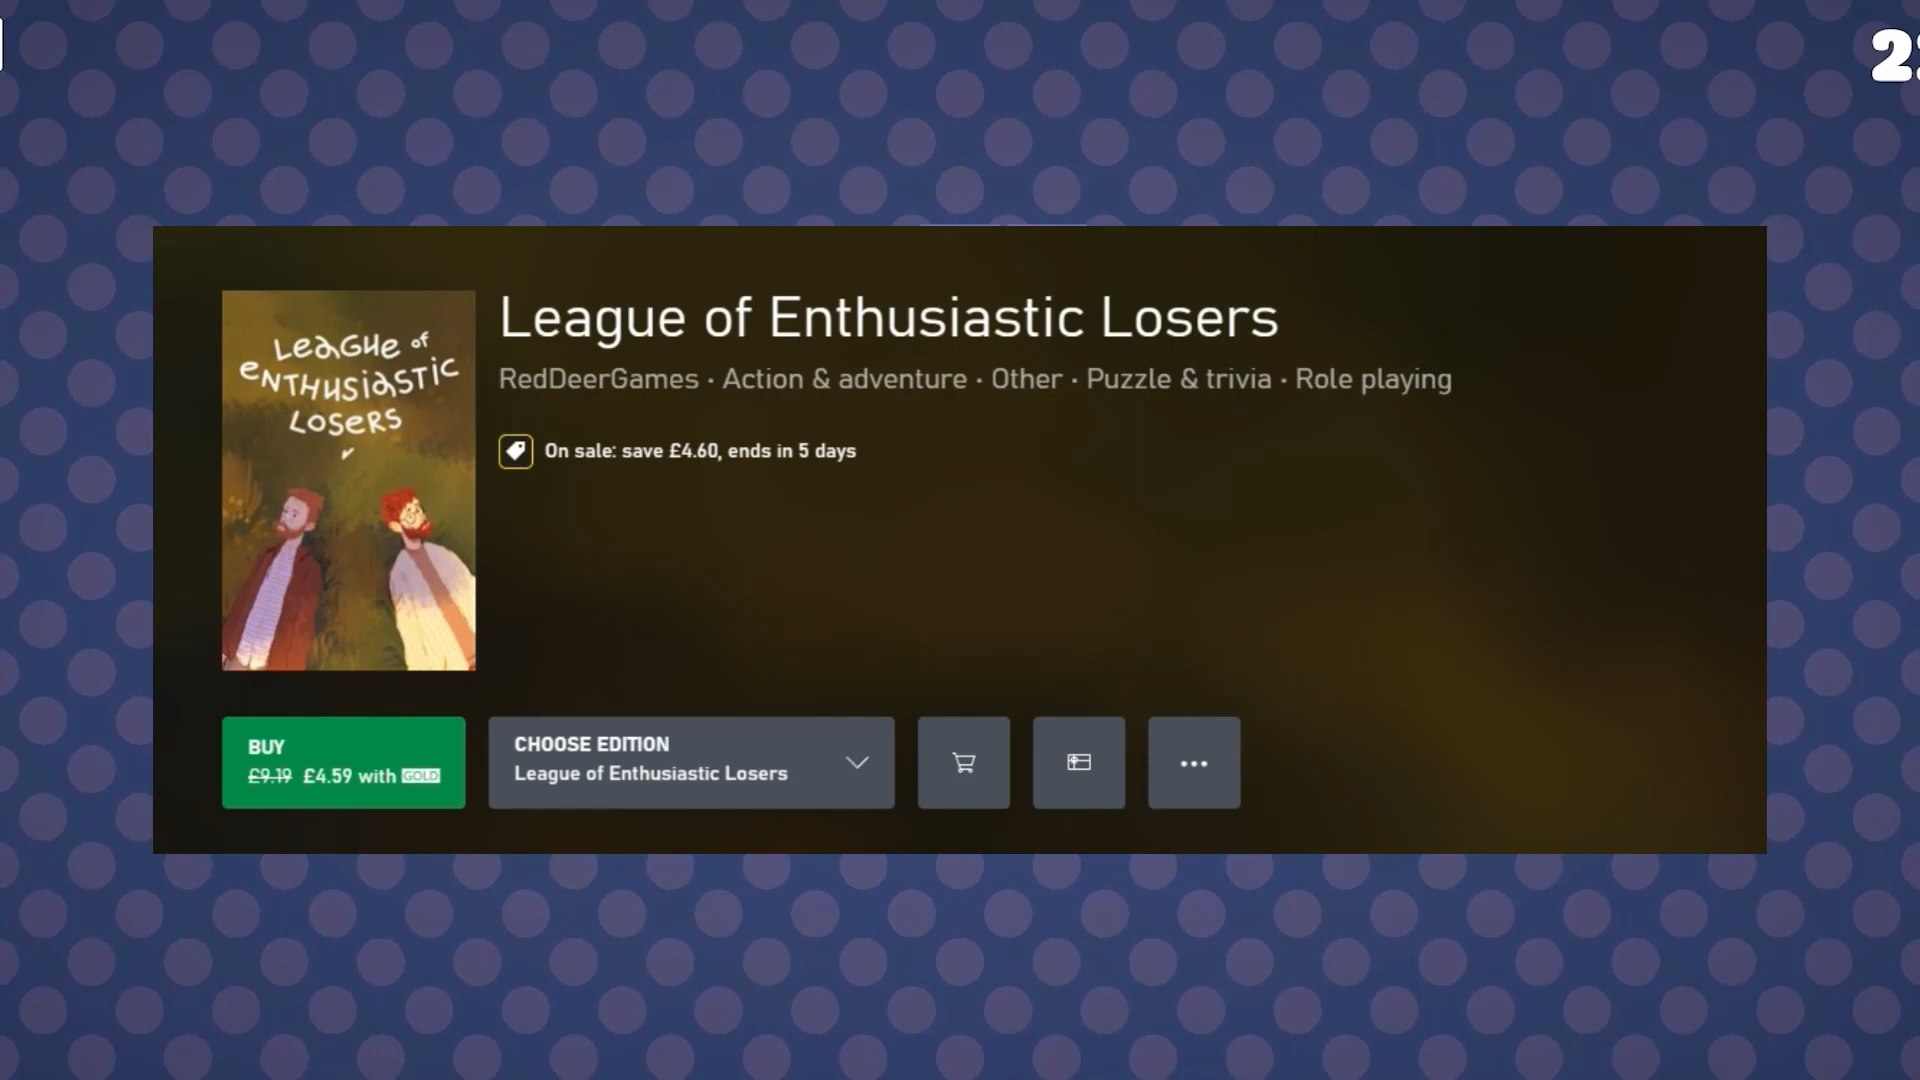 League of Enthusiastic Losers
LEAGUE of
ENTHUSIASTIC
LOSERS
RedDeerGames · Action & adventure · Other · Puzzle & trivia · Role playing
On sale: save £4.60, ends in 5 days
BUY
£9.19 £4.59 with GOLD
CHOOSE EDITION
League of Enthusiastic Losers